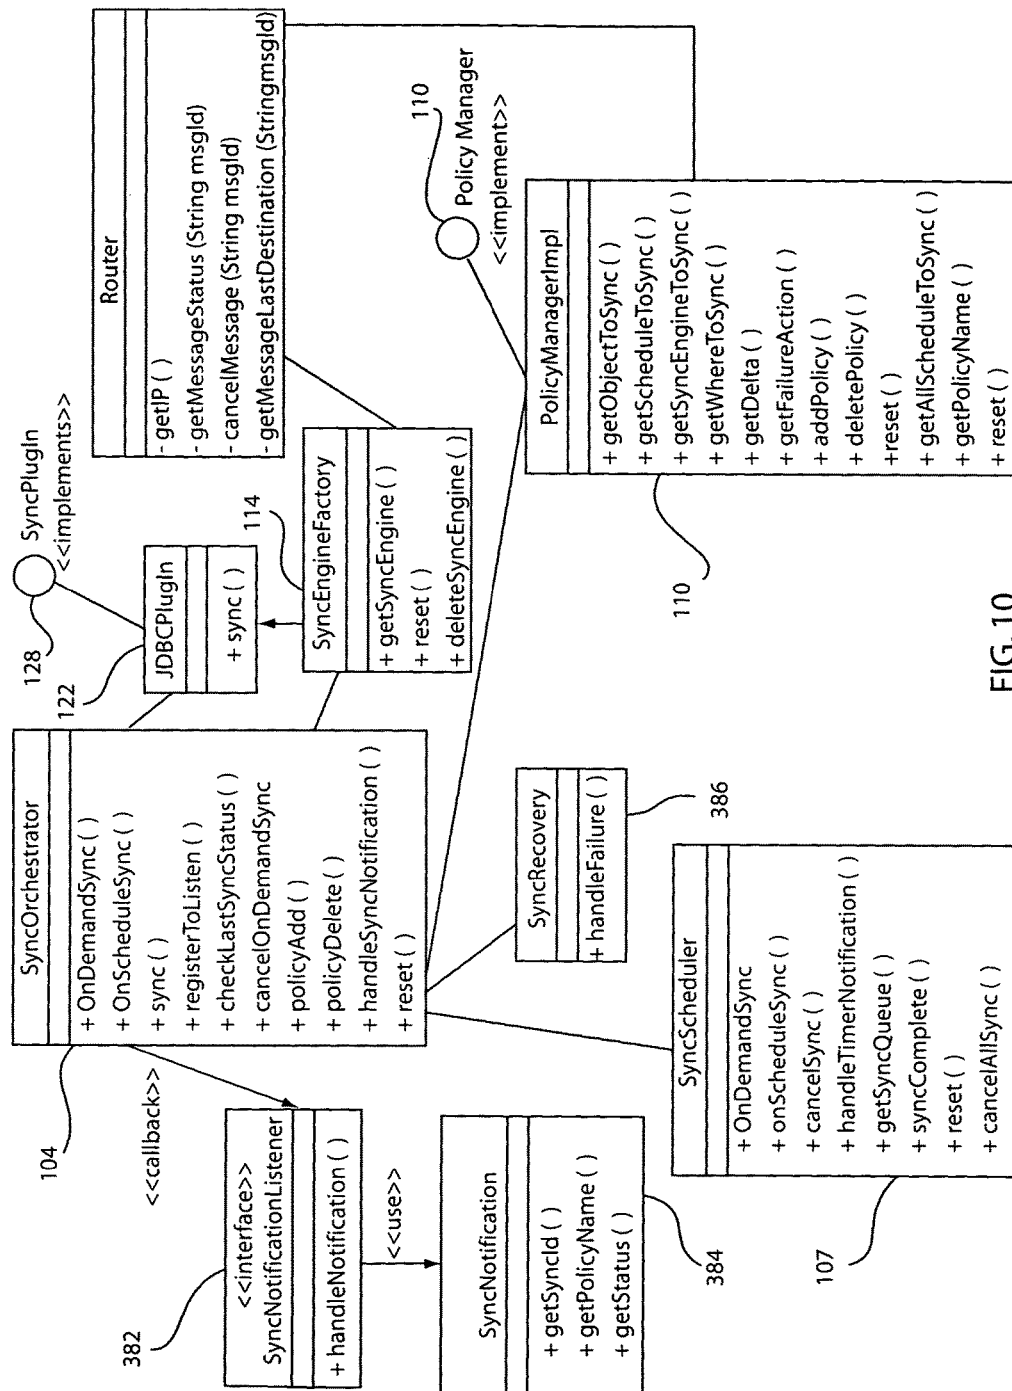 382
<<interface>>
SyncNotificationListener
+ handleNotification ( )
<<use>>
SyncNotification
+ getSyncId ( )
+ getPolicyName ( )
+ getStatus ( )
384
<<callback>>
104
SyncOrchestrator
+ OnDemandSync ( )
+ OnScheduleSync ( )
+ sync ( )
+ registerToListen ( )
+ checkLastSyncStatus ( )
+ cancelOnDemandSync
+ policyAdd ( )
+ policyDelete ( )
+ handleSyncNotification ( )
+ reset ( )
SyncRecovery
+ handleFailure ( )
386
SyncScheduler
+ OnDemandSync
+ onScheduleSync ( )
+ cancelSync ( )
+ handleTimerNotification ( )
+ getSyncQueue ( )
+ syncComplete ( )
+ reset ( )
+ cancelAllSync ( )
107
128
SyncPlugIn
<<implements>>
122
JDBCPlugIn
+ sync ( )
114
SyncEngineFactory
+ getSyncEngine ( )
+ reset ( )
+ deleteSyncEngine ( )
Router
- getIP ( )
- getMessageStatus (String msgId)
- cancelMessage (String msgId)
- getMessageLastDestination (StringmsgId)
110
Policy Manager
<<implement>>
PolicyManagerImpl
+ getObjectToSync ( )
+ getScheduleToSync ( )
+ getSyncEngineToSync ( )
+ getWhereToSync ( )
+ getDelta ( )
+ getFailureAction ( )
+ addPolicy ( )
+ deletePolicy ( )
+reset ( )
+ getAllScheduleToSync ( )
+ getPolicyName ( )
+ reset ( )
110
FIG. 10